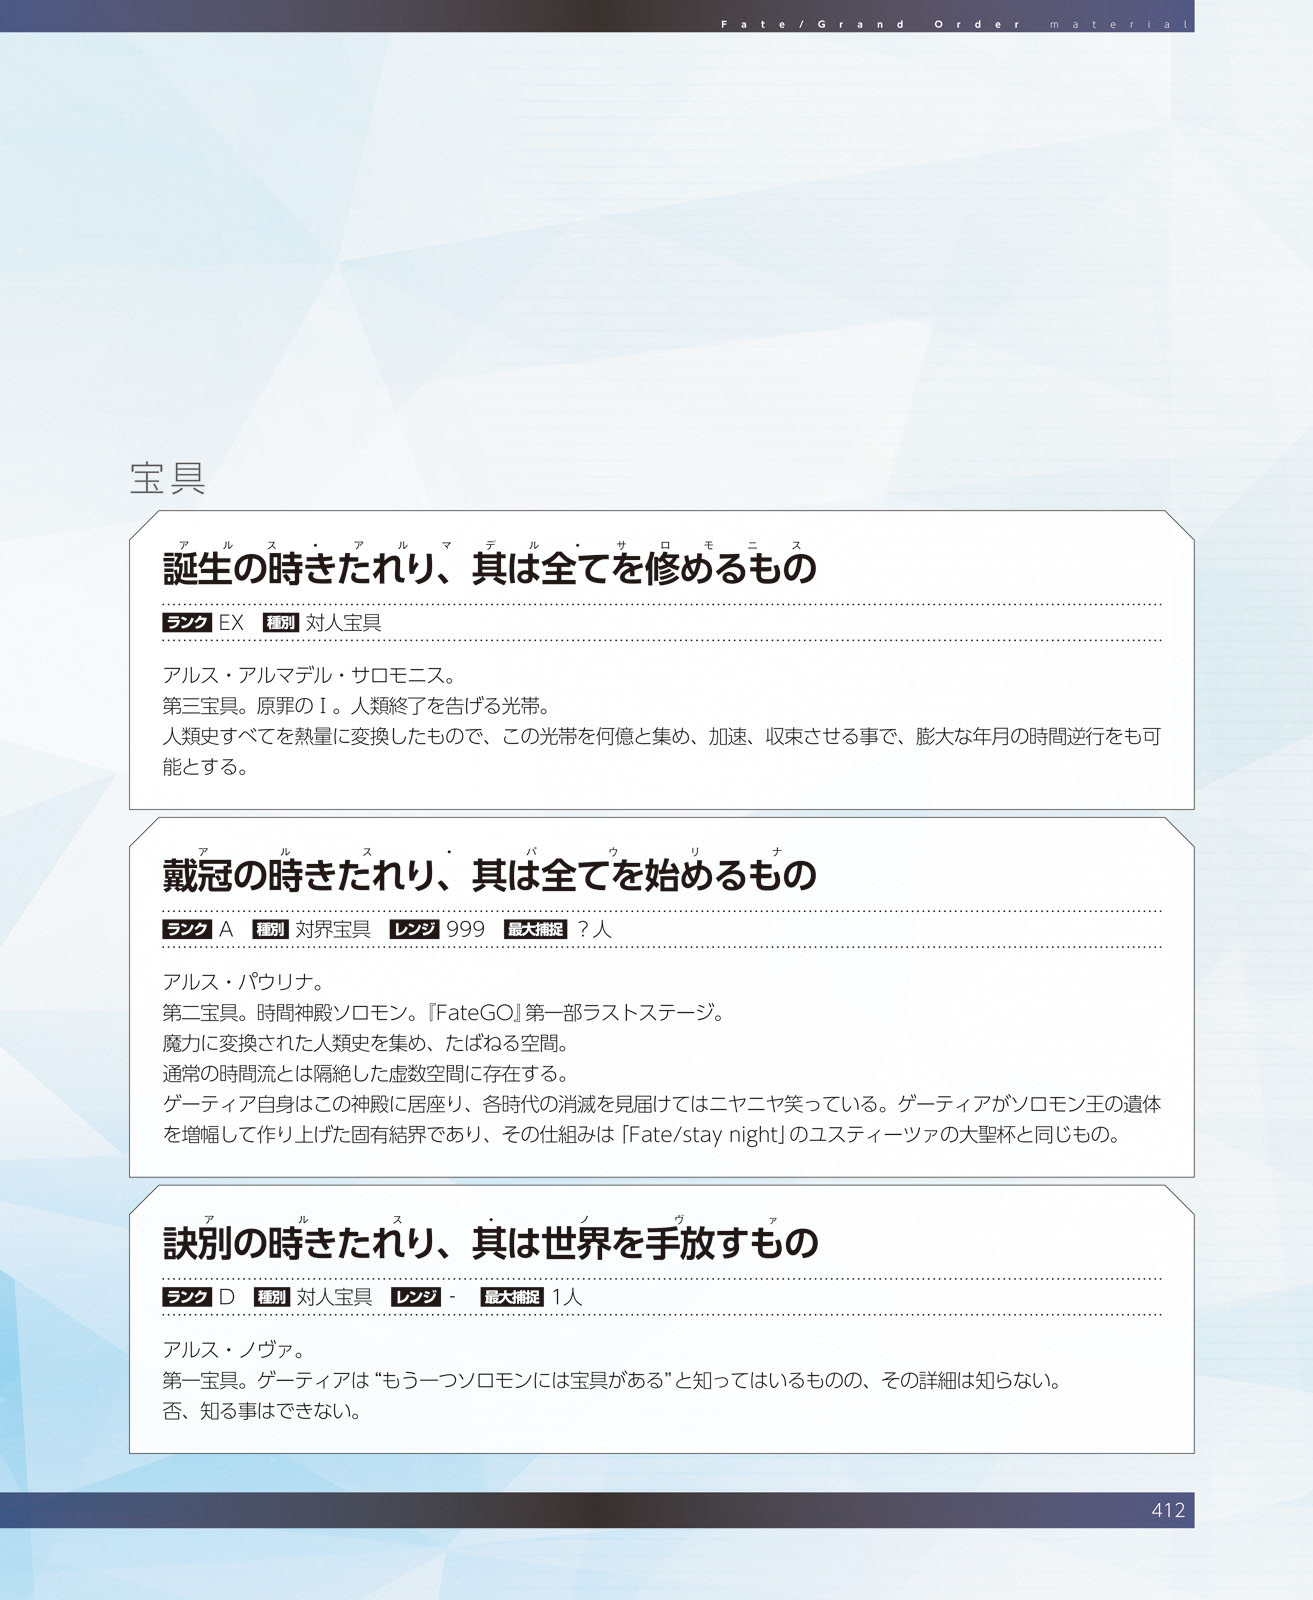 Fate/Grand Order material
宝具
アルス・アルマデル・サロモニス
誕生の時きたれり、其は全てを修めるもの
ランク EX 種別 対人宝具
アルス・アルマデル・サロモニス。
第三宝具。原罪のⅠ。人類終了を告げる光帯。
人類史すべてを熱量に変換したもので、この光帯を何億と集め、加速、収束させる事で、膨大な年月の時間逆行をも可
能とする。
アルス・パウリナ
戴冠の時きたれり、其は全てを始めるもの
ランク A 種別 対界宝具 レンジ 999 最大捕捉 ？人
アルス・パウリナ。
第二宝具。時間神殿ソロモン。『FateGO』第一部ラストステージ。
魔力に変換された人類史を集め、たばねる空間。
通常の時間流とは隔絶した虚数空間に存在する。
ゲーティア自身はこの神殿に居座り、各時代の消滅を見届けてはニヤニヤ笑っている。ゲーティアがソロモン王の遺体
を増幅して作り上げた固有結界であり、その仕組みは「Fate/stay night」のユスティーツァの大聖杯と同じもの。
アルス・ノヴァ
訣別の時きたれり、其は世界を手放すもの
ランク D 種別 対人宝具 レンジ - 最大捕捉 1人
アルス・ノヴァ。
第一宝具。ゲーティアは“もう一つソロモンには宝具がある”と知ってはいるものの、その詳細は知らない。
否、知る事はできない。
412